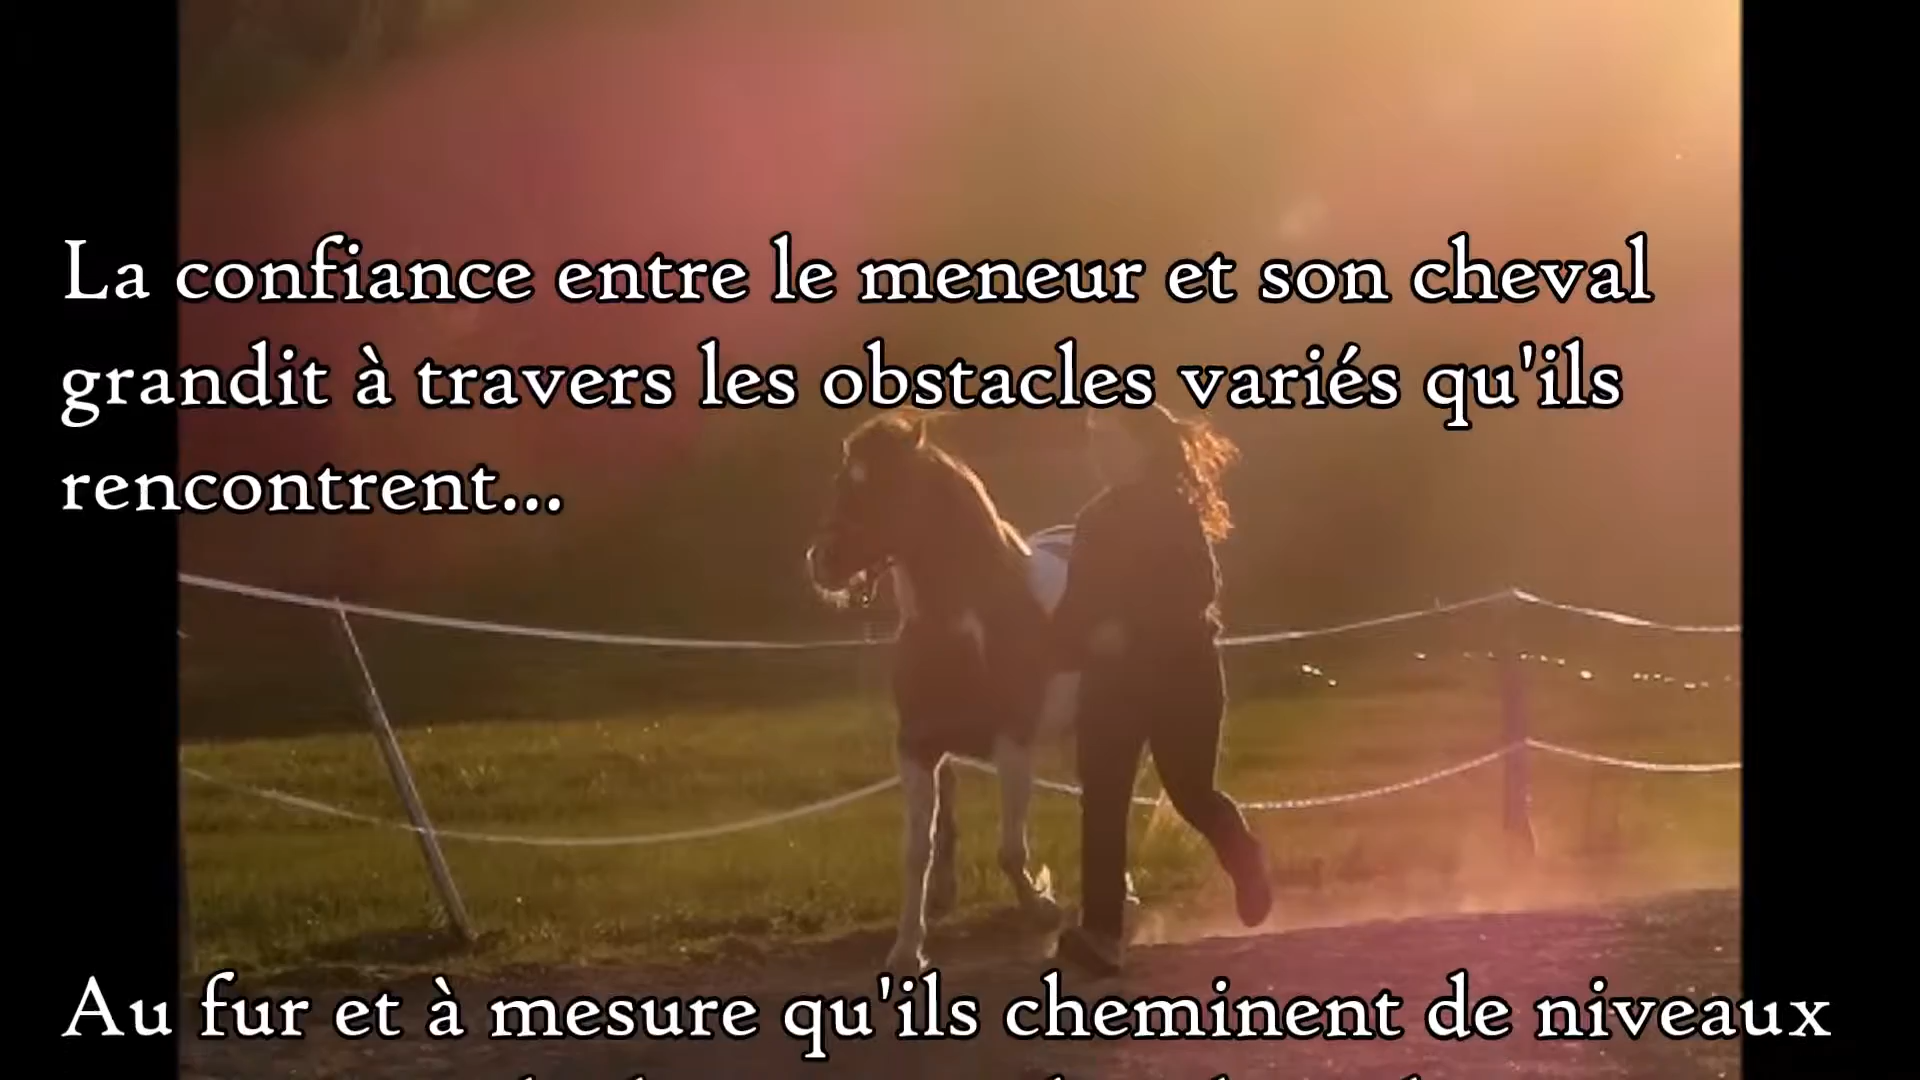 La confiance entre le meneur et son cheval
grandit à travers les obstacles variés qu'ils
rencontrent...
Au fur et à mesure qu'ils cheminent de niveaux